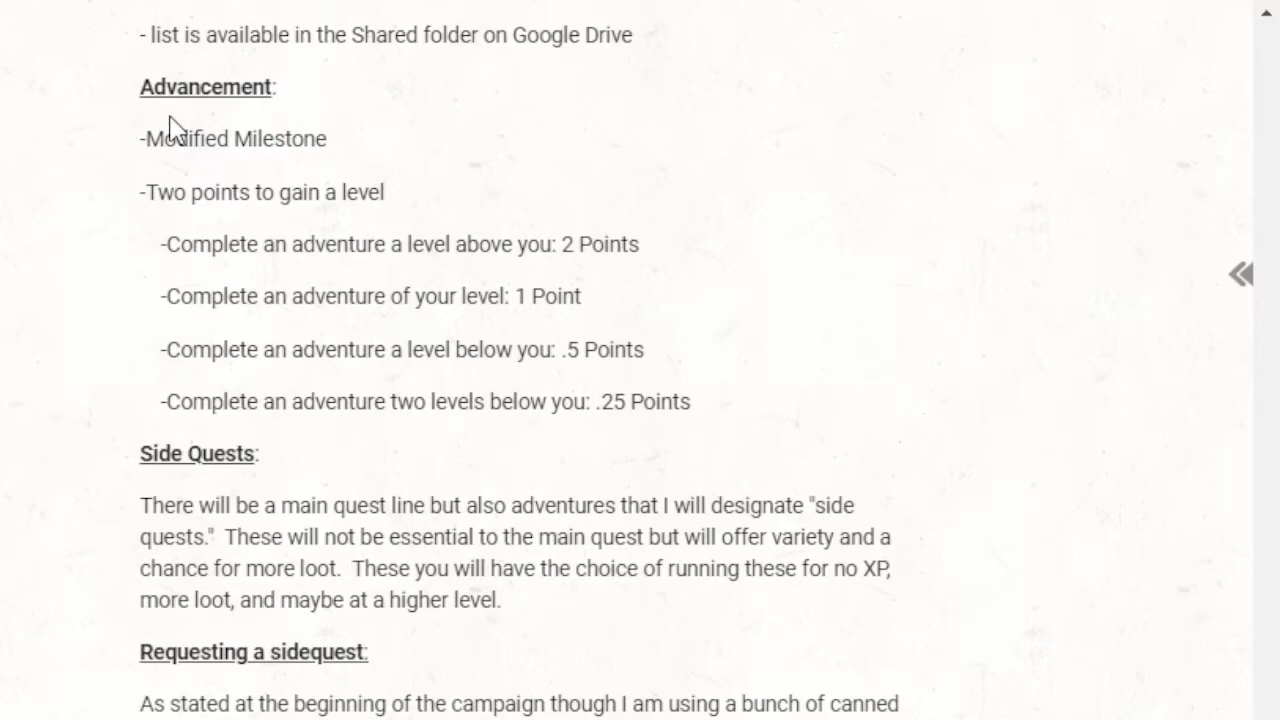 - list is available in the Shared folder on Google Drive
Advancement:
-Modified Milestone
-Two points to gain a level
-Complete an adventure a level above you: 2 Points
-Complete an adventure of your level: 1 Point
-Complete an adventure a level below you: .5 Points
-Complete an adventure two levels below you: .25 Points
Side Quests:
There will be a main quest line but also adventures that I will designate "side
quests."  These will not be essential to the main quest but will offer variety and a
chance for more loot.  These you will have the choice of running these for no XP,
more loot, and maybe at a higher level.
Requesting a sidequest:
As stated at the beginning of the campaign though I am using a bunch of canned